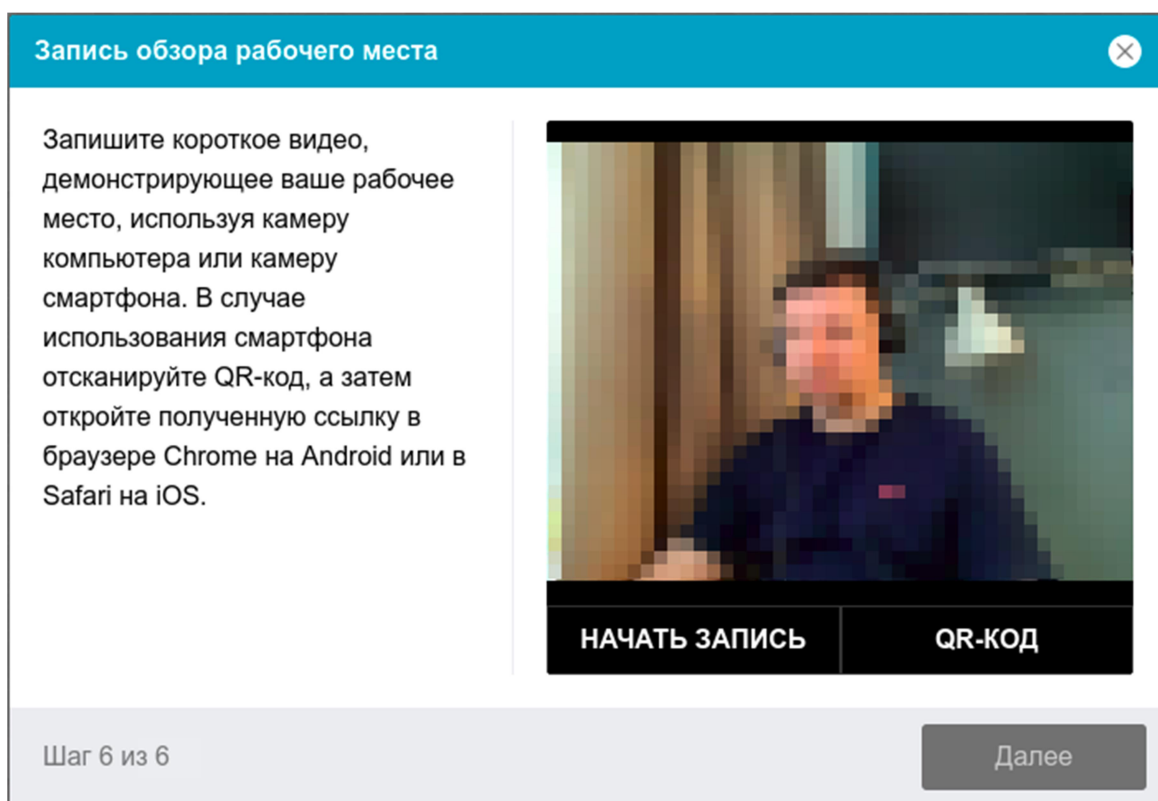 Запись обзора рабочего места
Запишите короткое видео,
демонстрирующее ваше рабочее
место, используя камеру
компьютера или камеру
смартфона. В случае
использования смартфона
отсканируйте QR-код, а затем
откройте полученную ссылку в
браузере Chrome на Android или в
Safari на iOS.
НАЧАТЬ ЗАПИСЬ
QR-КОД
Шаг 6 из 6
Далее